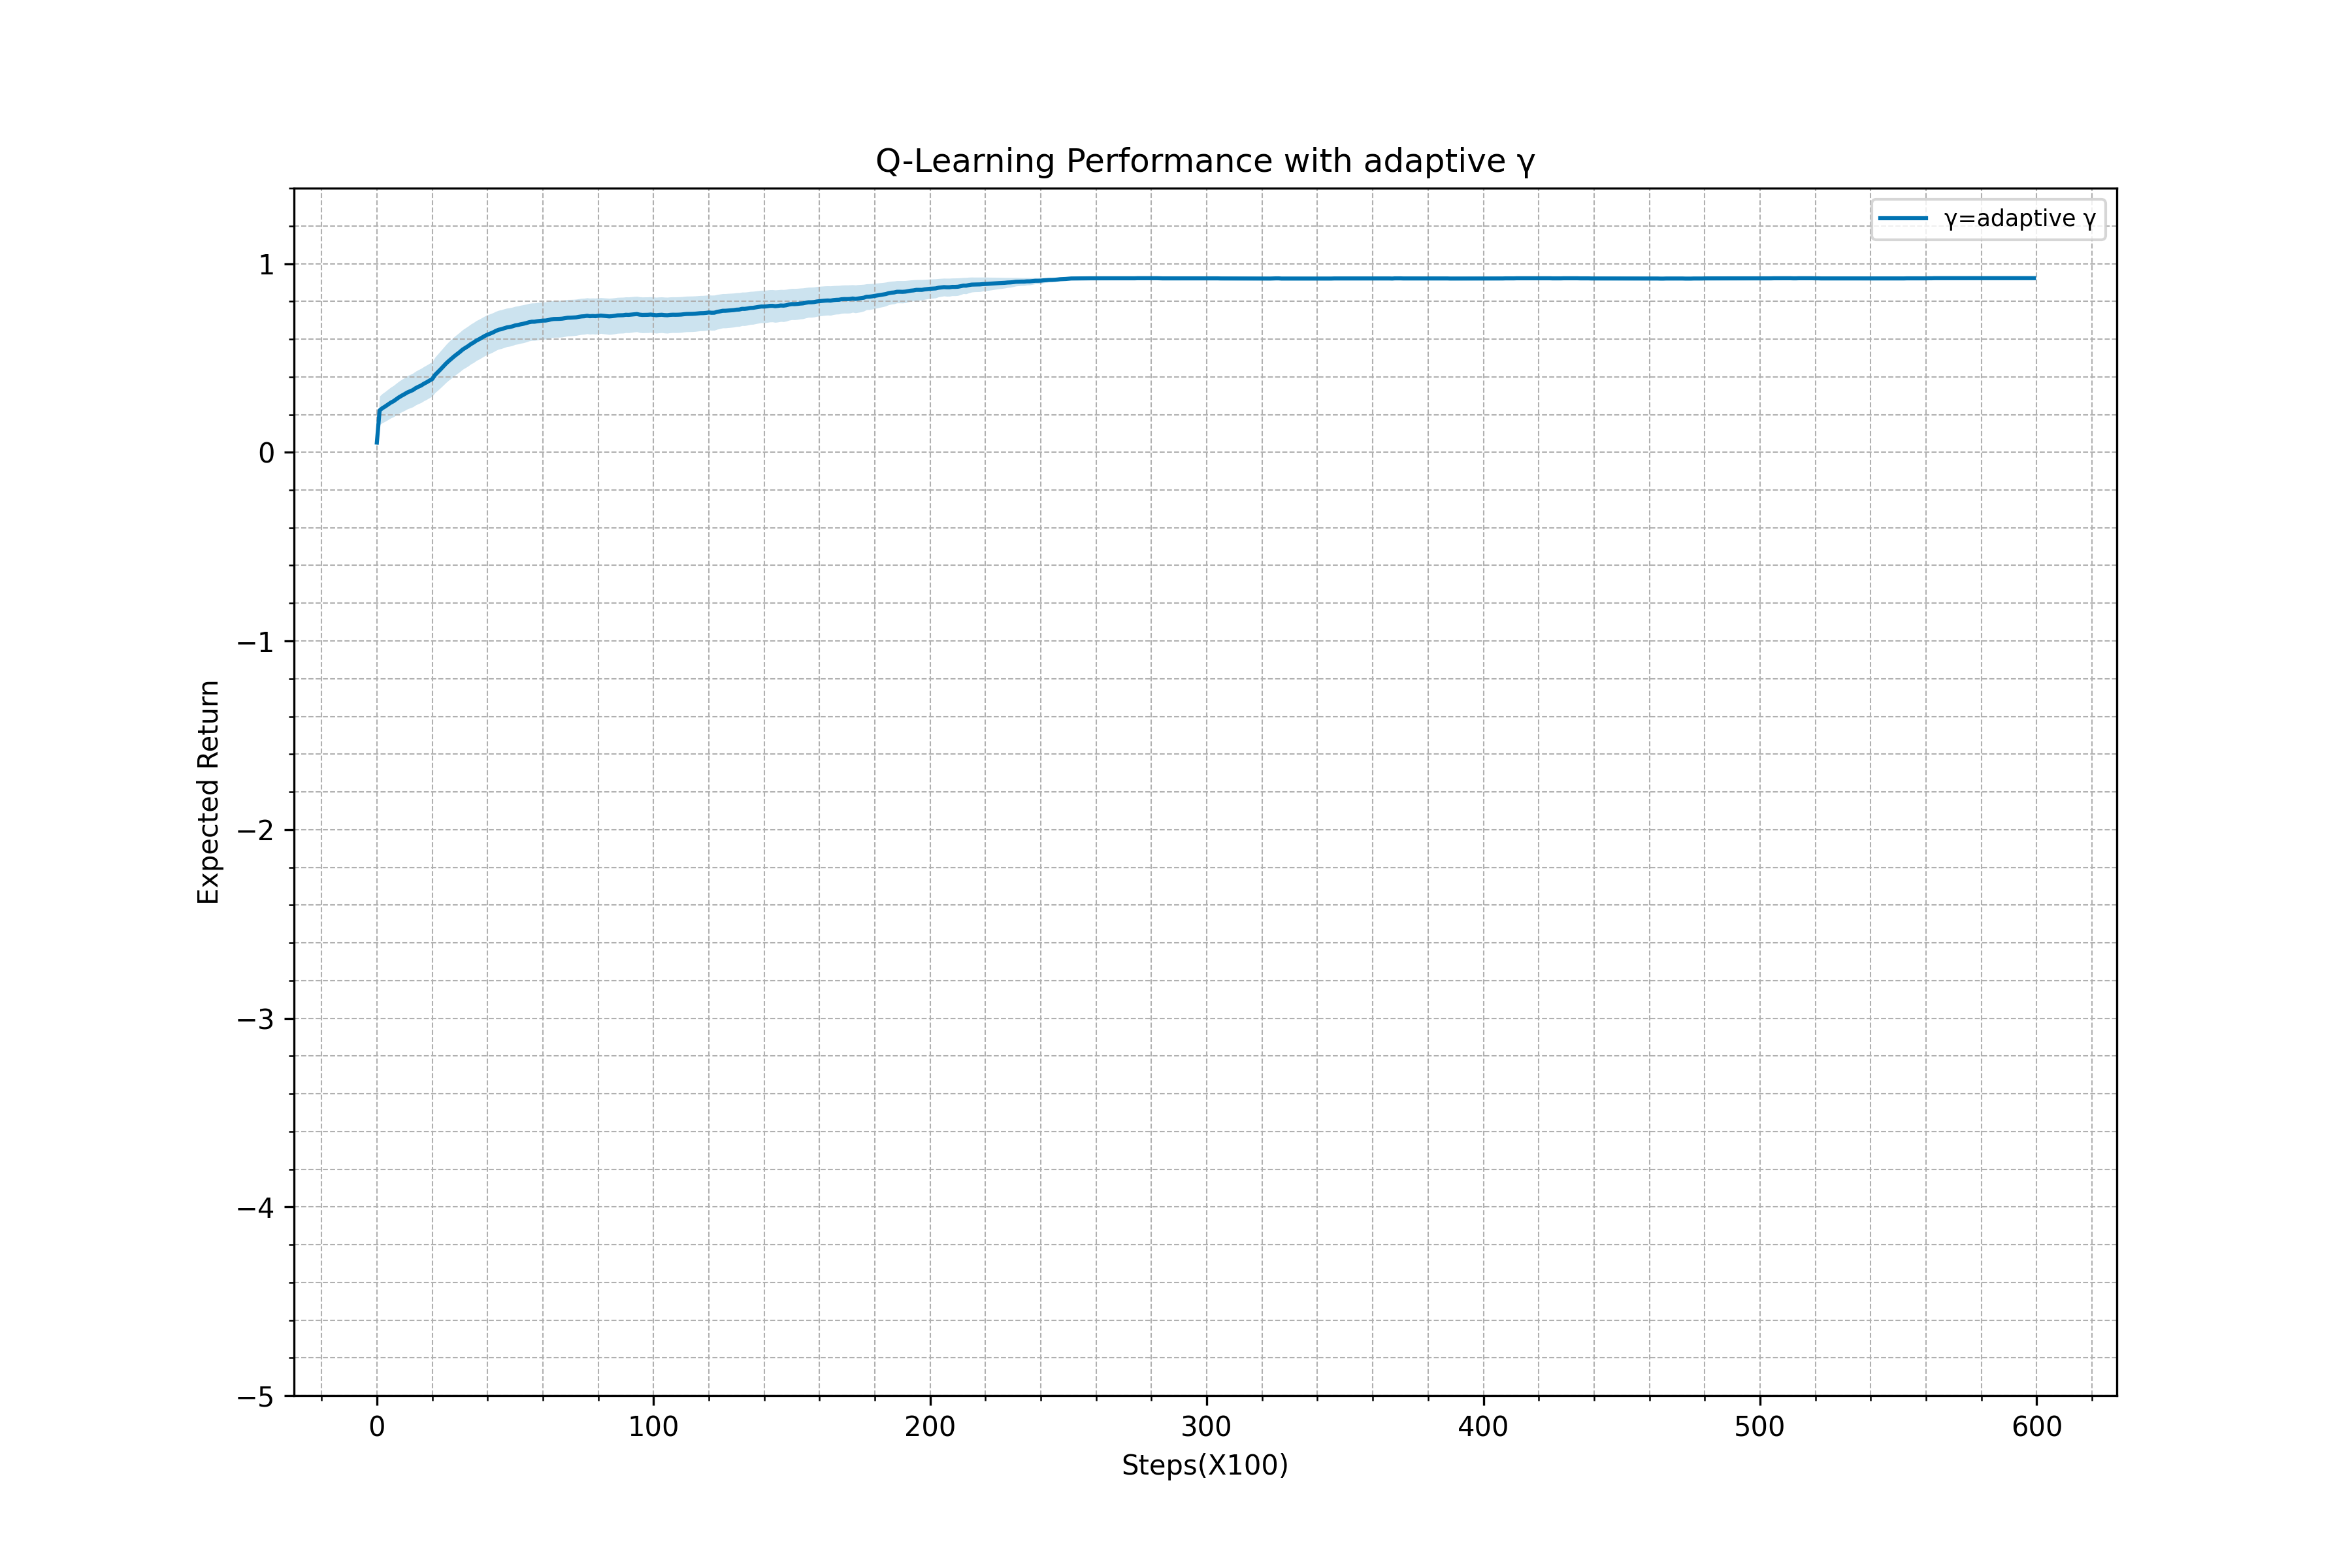 Q-Learning Performance with adaptive γ
γ=adaptive γ
1
0
−1
−2
−3
−4
−5
Expected Return
0 100 200 300 400 500 600
Steps(X100)